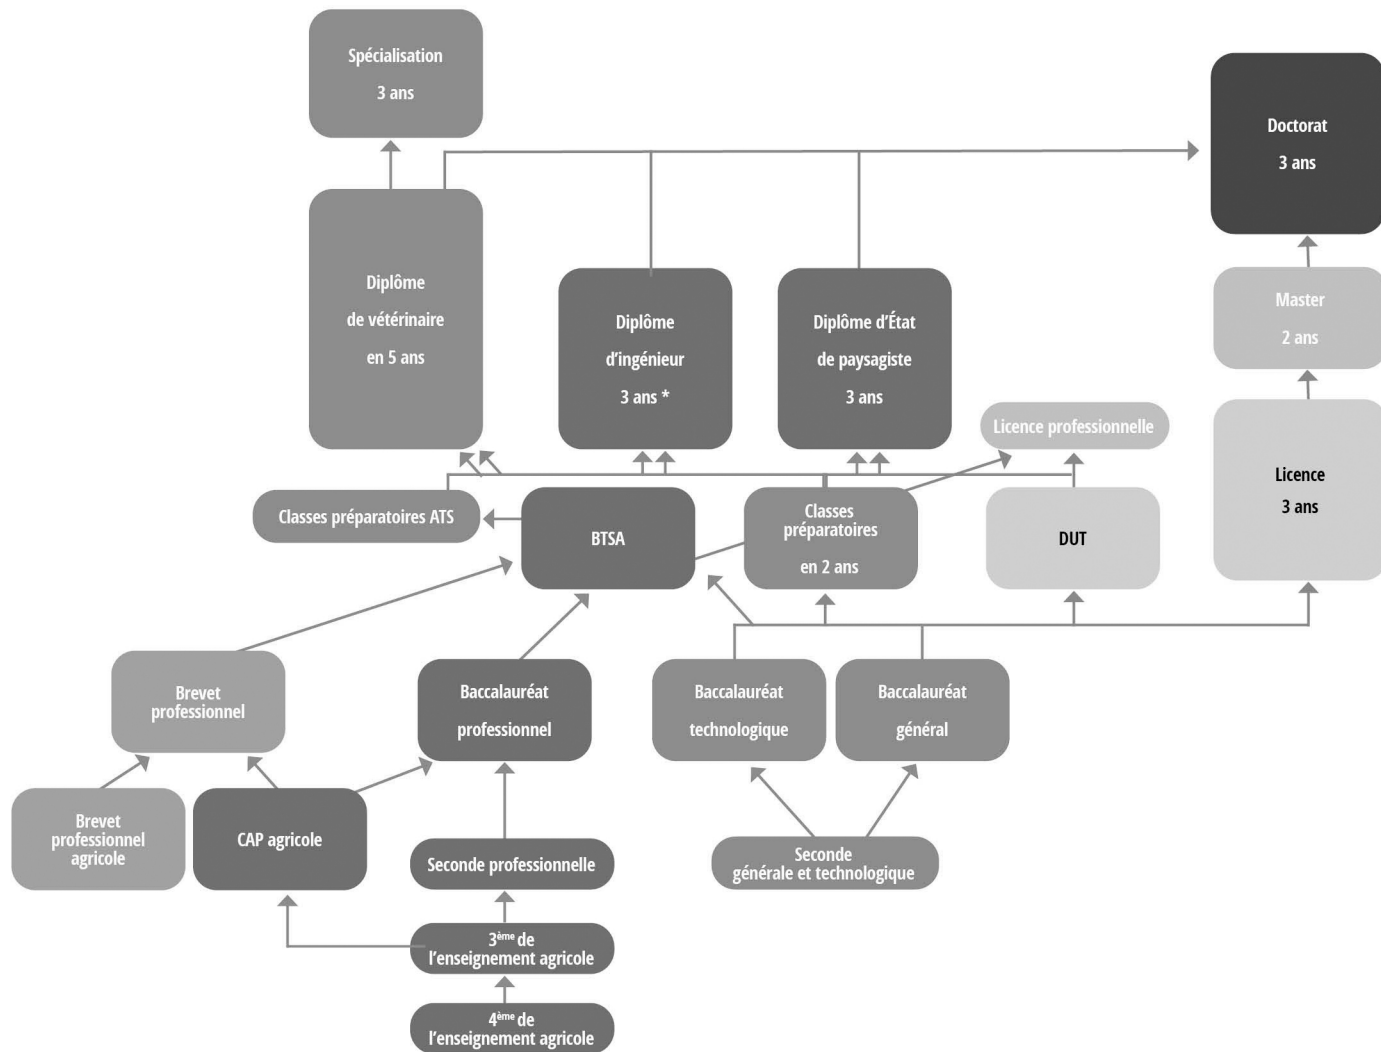 Spécialisation
3 ans
Doctorat
3 ans
Diplôme
de vétérinaire
en 5 ans
Diplôme
d'ingénieur
3 ans *
Diplôme d'État
de paysagiste
3 ans
Master
2 ans
Licence professionnelle
Licence
3 ans
Classes préparatoires ATS
BTSA
Classes
préparatoires
en 2 ans
DUT
Brevet
professionnel
Baccalauréat
professionnel
Baccalauréat
technologique
Baccalauréat
général
Brevet
professionnel
agricole
CAP agricole
Seconde professionnelle
Seconde
générale et technologique
3ème de
l'enseignement agricole
4ème de
l'enseignement agricole